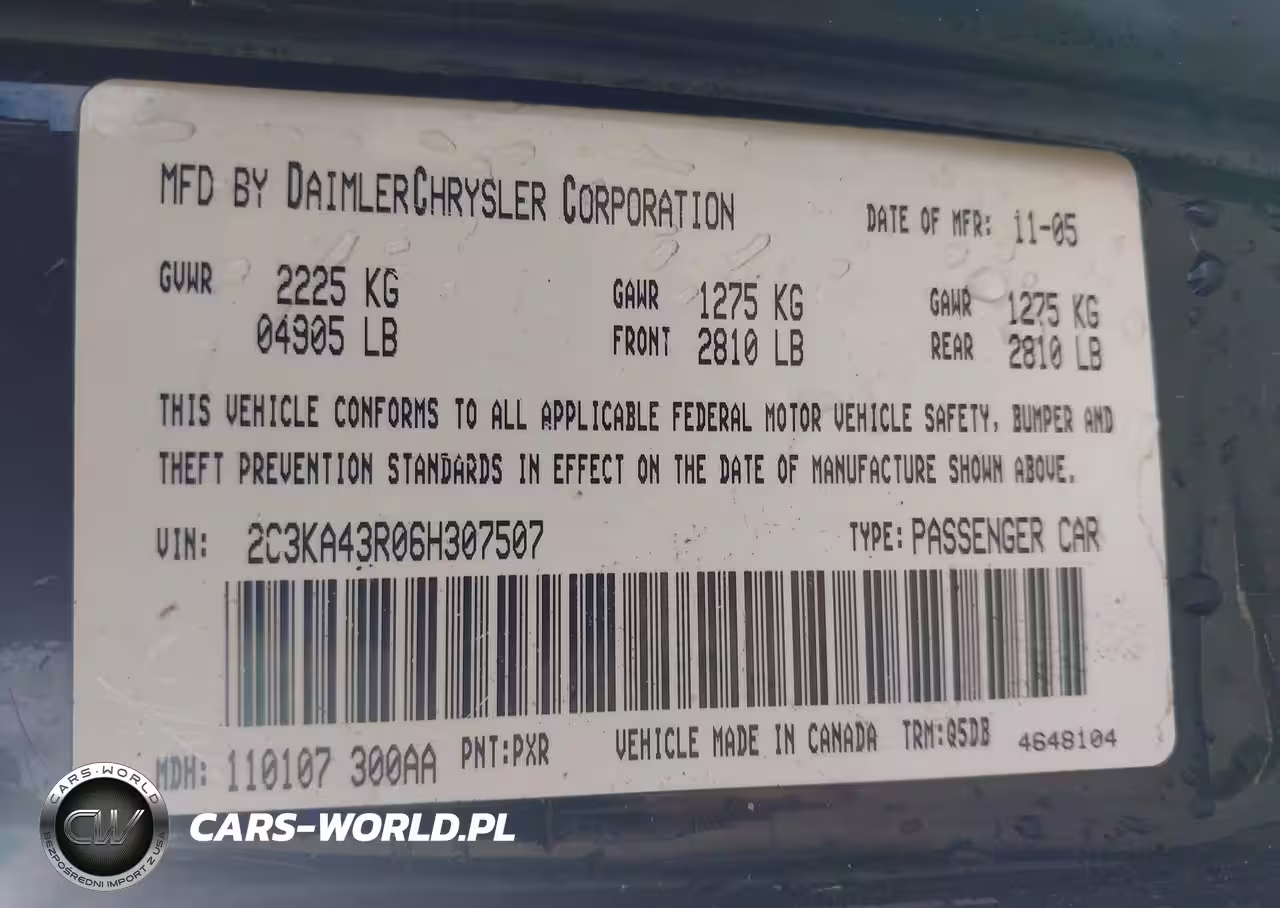 MFD BY DAIMLERCHRYSLER CORPORATION DATE OF MFR: 11-05
GVWR 2225 KG GAWR 1275 KG GAWR 1275 KG
04905 LB FRONT 2810 LB REAR 2810 LB
THIS VEHICLE CONFORMS TO ALL APPLICABLE FEDERAL MOTOR VEHICLE SAFETY, BUMPER AND
THEFT PREVENTION STANDARDS IN EFFECT ON THE DATE OF MANUFACTURE SHOWN ABOVE.
VIN: 2C3KA43R06H307507 TYPE: PASSENGER CAR
MDH: 110107 300AA PNT:PXR VEHICLE MADE IN CANADA TRM:Q5DB 4648104
CARS-WORLD
CW
BEZPOŚREDNI IMPORT Z USA
CARS-WORLD.PL